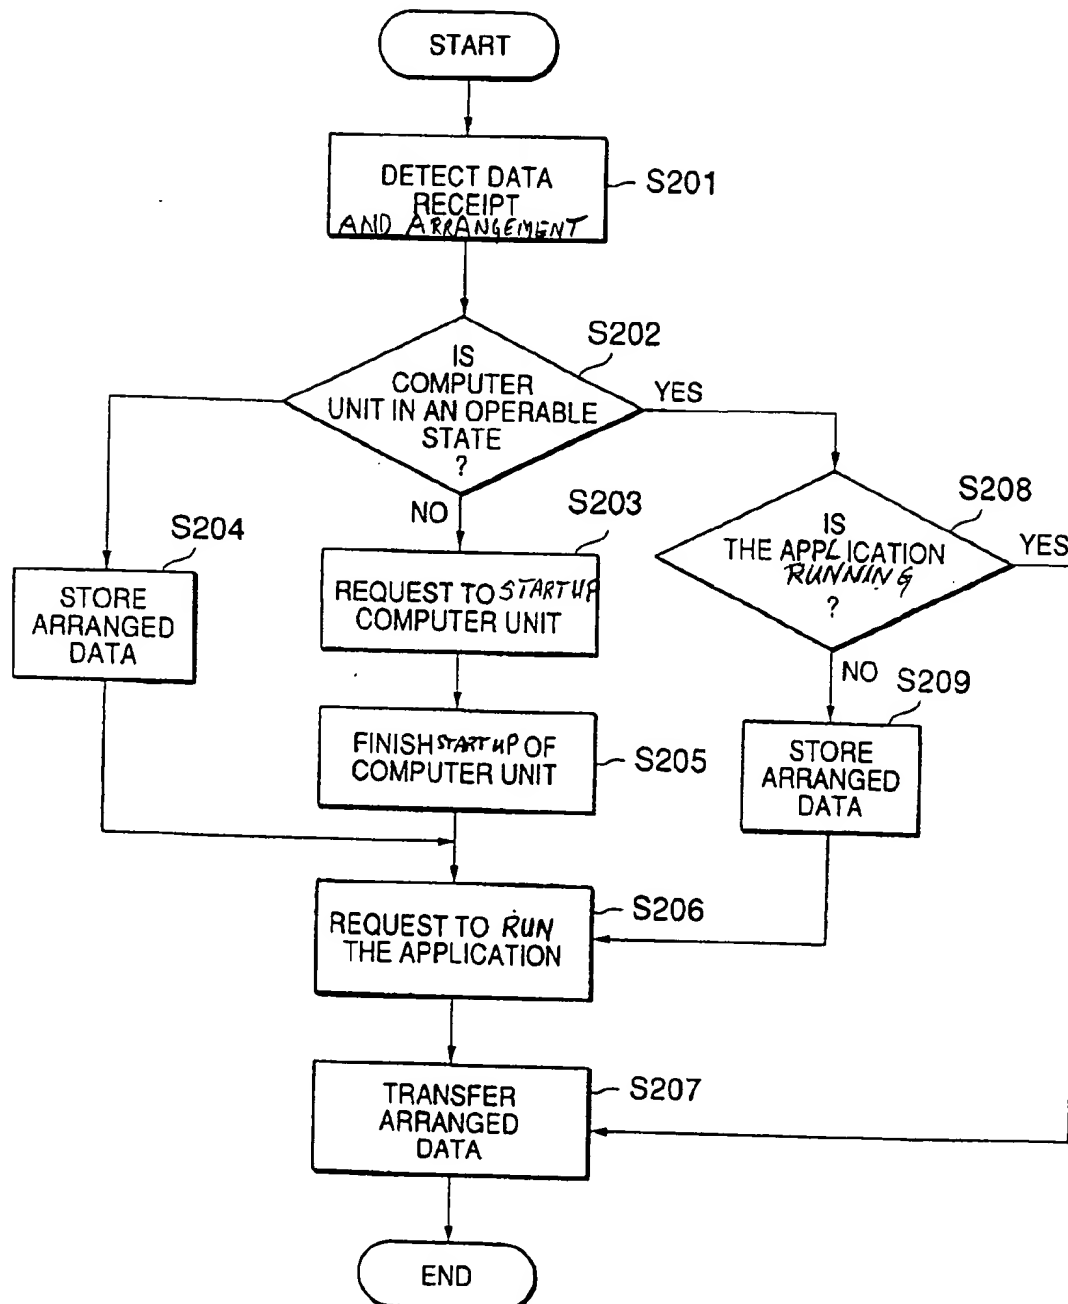 START
DETECT DATA
RECEIPT
AND ARRANGEMENT
S201
S202
IS
COMPUTER
UNIT IN AN OPERABLE
STATE
?
YES
NO
S203
S204
STORE
ARRANGED
DATA
REQUEST TO START UP
COMPUTER UNIT
S208
IS
THE APPLICATION
RUNNING
?
YES
NO
S209
FINISH START UP OF
COMPUTER UNIT
S205
STORE
ARRANGED
DATA
REQUEST TO RUN
THE APPLICATION
S206
TRANSFER
ARRANGED
DATA
S207
END